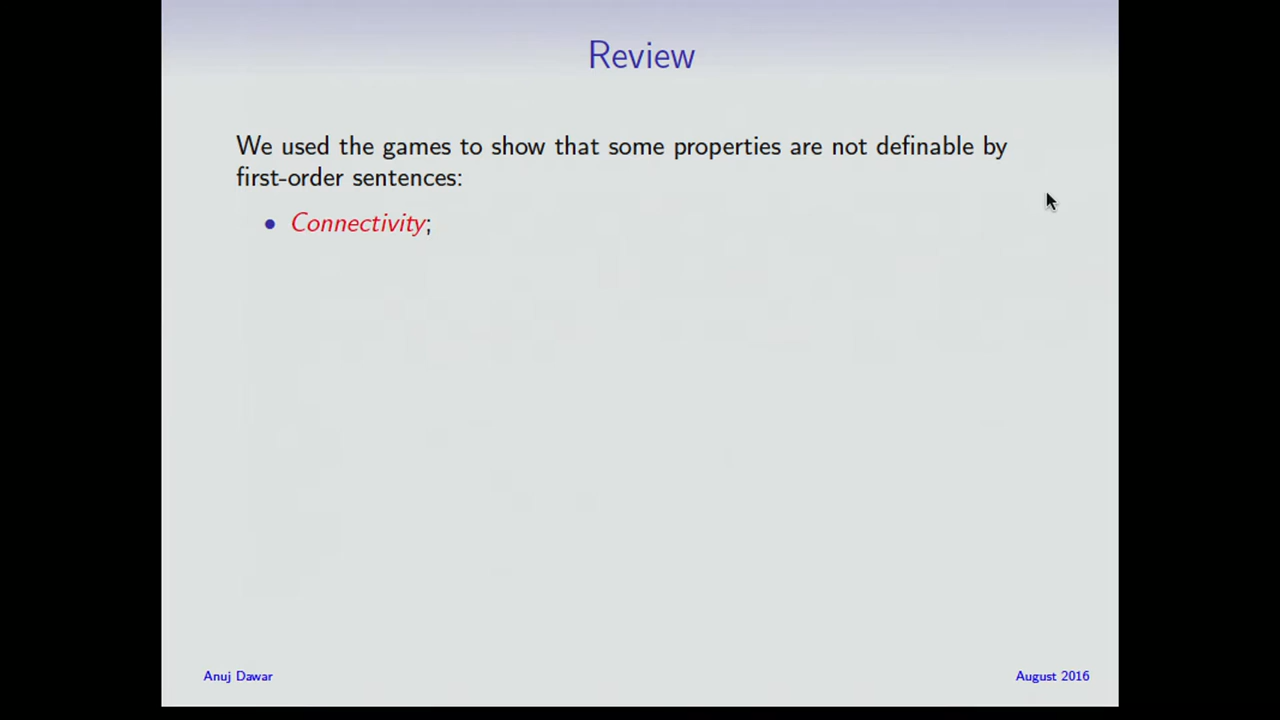 Review
We used the games to show that some properties are not definable by
first-order sentences:
• Connectivity;
Anuj Dawar
August 2016